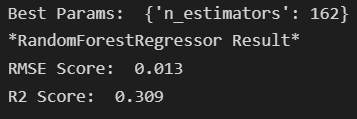 Best Params:  {'n_estimators': 162}
*RandomForestRegressor Result*
RMSE Score:  0.013
R2 Score:  0.309